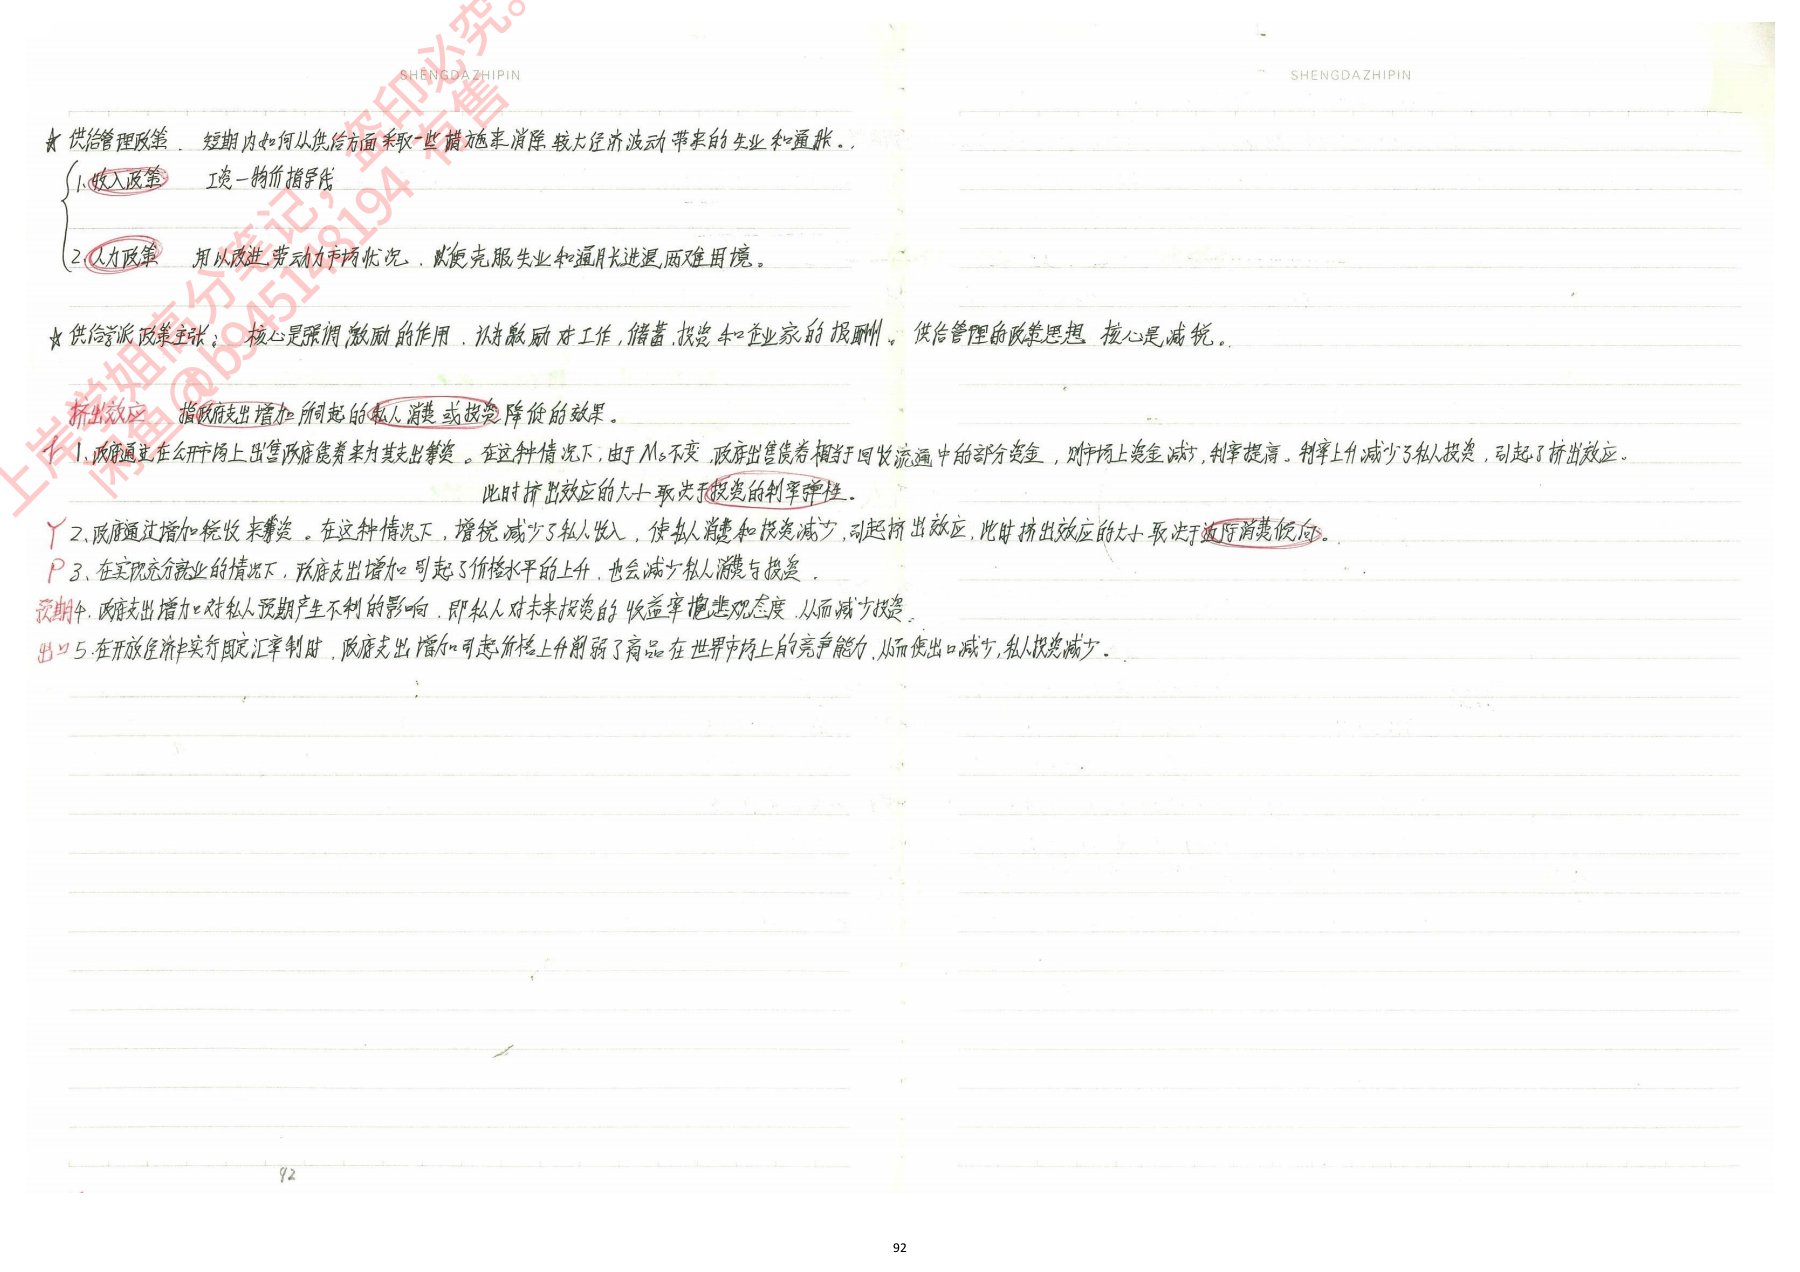 SHENGDAZHIPIN
SHENGDAZHIPIN
☆ 供给管理政策. 短期内如何从供给方面采取一些措施来消除较大经济波动带来的失业和通胀。
1. 收入政策 工资—物价指导线
2. 人力政策 用以改进劳动力市场状况, 以便克服失业和通胀进退两难困境。
☆ 供给学派政策主张: 核心是强调激励的作用, 认为激励对工作, 储蓄, 投资和企业家的报酬。 供给管理的政策思想 核心是减税。
挤出效应 指政府支出增加所引起的私人消费或投资降低的效果。
1、政府通过在公开市场上出售政府债券来为其支出筹资。在这种情况下, 由于Ms不变, 政府出售债券相当于回收流通中的部分资金, 则市场上资金减少, 利率提高。利率上升减少了私人投资, 引起了挤出效应。
此时挤出效应的大小取决于投资的利率弹性。
Y 2、政府通过增加税收来筹资。在这种情况下, 增税减少了私人收入, 使私人消费和投资减少, 引起挤出效应, 此时挤出效应的大小取决于边际消费倾向。
P 3、在实现充分就业的情况下, 政府支出增加引起了价格水平的上升, 也会减少私人消费与投资.
预期 4. 政府支出增加对私人预期产生不利的影响, 即私人对未来投资的收益率抱悲观态度, 从而减少投资。
出口 5. 在开放经济中实行固定汇率制时, 政府支出增加引起价格上升削弱了商品在世界市场上的竞争能力, 从而使出口减少, 私人投资减少。
92
92
上岸学姐高分笔记, 盗印必究。
闲鱼@b945148194 有售